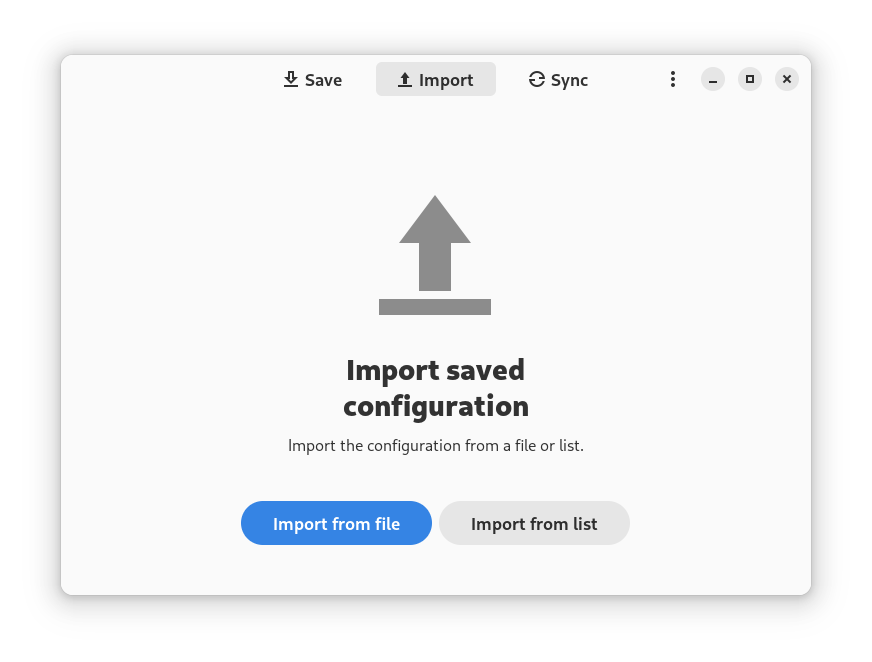 Save
Import
Sync
Import saved
configuration
Import the configuration from a file or list.
Import from file
Import from list